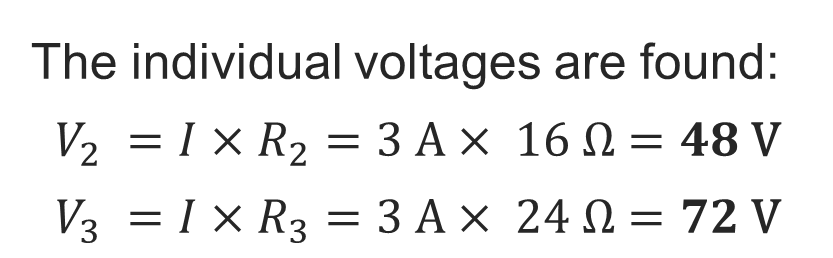 The individual voltages are found:
V₂ = I × R₂ = 3 A × 16 Ω = 48 V
V₃ = I × R₃ = 3 A × 24 Ω = 72 V